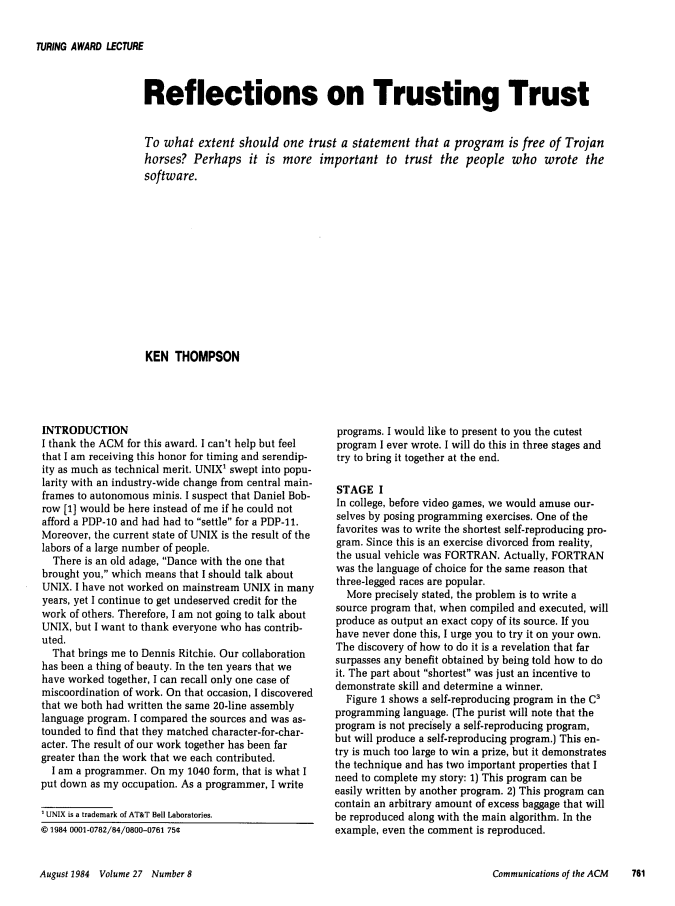 TURING AWARD LECTURE
Reflections on Trusting Trust
To what extent should one trust a statement that a program is free of Trojan
horses? Perhaps it is more important to trust the people who wrote the
software.
KEN THOMPSON
INTRODUCTION
I thank the ACM for this award. I can't help but feel
that I am receiving this honor for timing and serendip-
ity as much as technical merit. UNIX¹ swept into popu-
larity with an industry-wide change from central main-
frames to autonomous minis. I suspect that Daniel Bob-
row [1] would be here instead of me if he could not
afford a PDP-10 and had had to "settle" for a PDP-11.
Moreover, the current state of UNIX is the result of the
labors of a large number of people.
There is an old adage, "Dance with the one that
brought you," which means that I should talk about
UNIX. I have not worked on mainstream UNIX in many
years, yet I continue to get undeserved credit for the
work of others. Therefore, I am not going to talk about
UNIX, but I want to thank everyone who has contrib-
uted.
That brings me to Dennis Ritchie. Our collaboration
has been a thing of beauty. In the ten years that we
have worked together, I can recall only one case of
miscoordination of work. On that occasion, I discovered
that we both had written the same 20-line assembly
language program. I compared the sources and was as-
tounded to find that they matched character-for-char-
acter. The result of our work together has been far
greater than the work that we each contributed.
I am a programmer. On my 1040 form, that is what I
put down as my occupation. As a programmer, I write
¹ UNIX is a trademark of AT&T Bell Laboratories.
© 1984 0001-0782/84/0800-0761 75¢
programs. I would like to present to you the cutest
program I ever wrote. I will do this in three stages and
try to bring it together at the end.
STAGE I
In college, before video games, we would amuse our-
selves by posing programming exercises. One of the
favorites was to write the shortest self-reproducing pro-
gram. Since this is an exercise divorced from reality,
the usual vehicle was FORTRAN. Actually, FORTRAN
was the language of choice for the same reason that
three-legged races are popular.
More precisely stated, the problem is to write a
source program that, when compiled and executed, will
produce as output an exact copy of its source. If you
have never done this, I urge you to try it on your own.
The discovery of how to do it is a revelation that far
surpasses any benefit obtained by being told how to do
it. The part about "shortest" was just an incentive to
demonstrate skill and determine a winner.
Figure 1 shows a self-reproducing program in the C³
programming language. (The purist will note that the
program is not precisely a self-reproducing program,
but will produce a self-reproducing program.) This en-
try is much too large to win a prize, but it demonstrates
the technique and has two important properties that I
need to complete my story: 1) This program can be
easily written by another program. 2) This program can
contain an arbitrary amount of excess baggage that will
be reproduced along with the main algorithm. In the
example, even the comment is reproduced.
August 1984 Volume 27 Number 8
Communications of the ACM 761